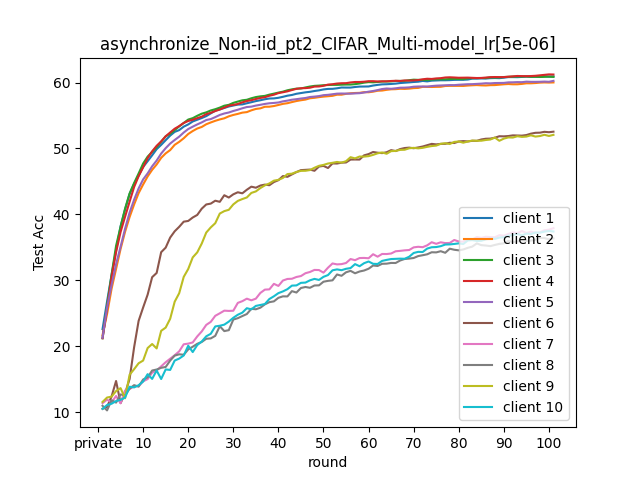 asynchronize_Non-iid_pt2_CIFAR_Multi-model_lr[5e-06]
Test Acc
60
50
40
30
20
10
client 1
client 2
client 3
client 4
client 5
client 6
client 7
client 8
client 9
client 10
private 10 20 30 40 50 60 70 80 90 100
round